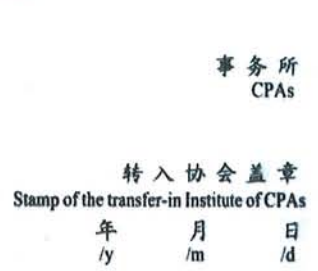 事务所
CPAs
转入协会盖章
Stamp of the transfer-in Institute of CPAs
年 月 日
/y /m /d